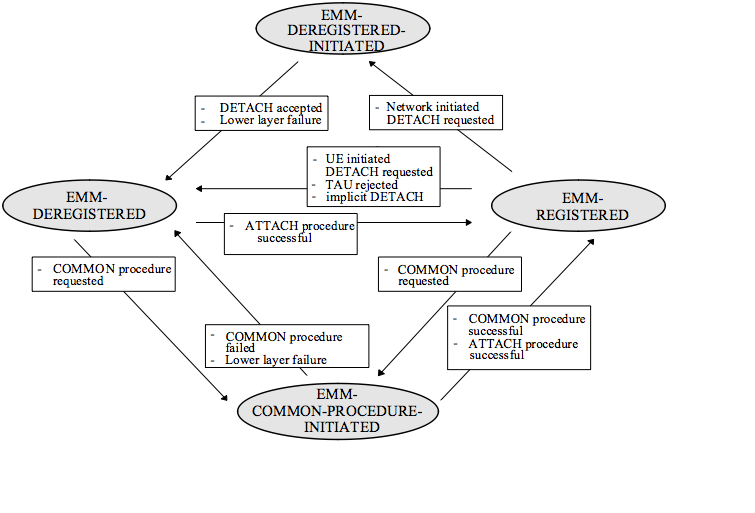 EMM-
DEREGISTERED-
INITIATED
- DETACH accepted
- Lower layer failure
- Network initiated
DETACH requested
- UE initiated
DETACH requested
- TAU rejected
- implicit DETACH
EMM-
DEREGISTERED
EMM-
REGISTERED
- ATTACH procedure
successful
- COMMON procedure
requested
- COMMON procedure
requested
- COMMON procedure
successful
- ATTACH procedure
successful
- COMMON procedure
failed
- Lower layer failure
EMM-
COMMON-PROCEDURE-
INITIATED